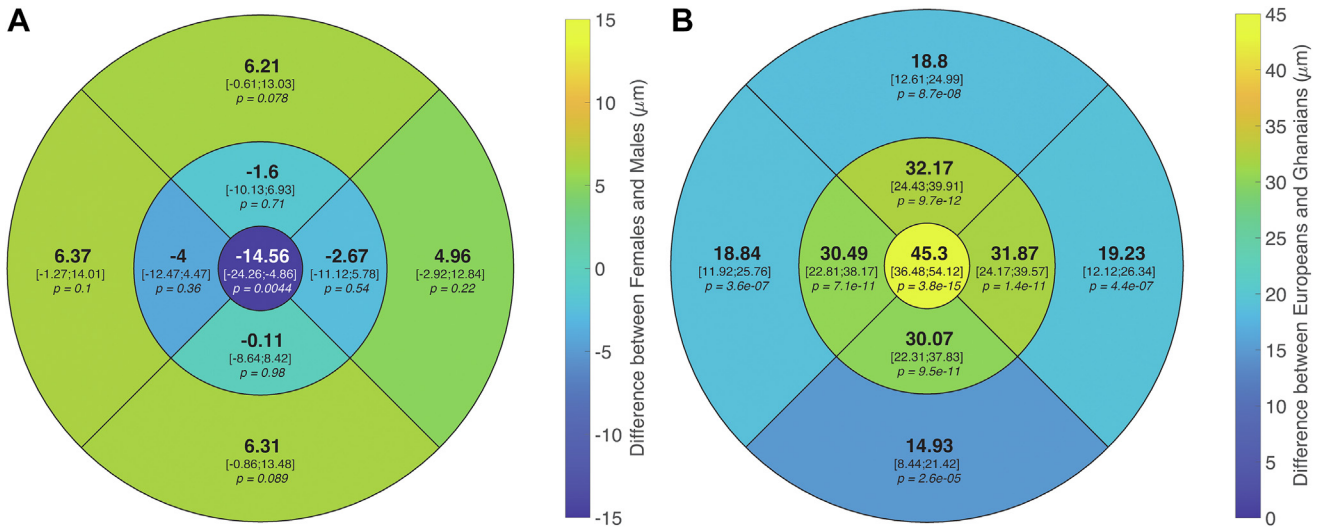 A
6.21
[-0.61;13.03]
p = 0.078
-1.6
[-10.13;6.93]
p = 0.71
6.37
[-1.27;14.01]
p = 0.1
-4
[-12.47;4.47]
p = 0.36
-14.56
[-24.26;-4.86]
p = 0.0044
-2.67
[-11.12;5.78]
p = 0.54
4.96
[-2.92;12.84]
p = 0.22
-0.11
[-8.64;8.42]
p = 0.98
6.31
[-0.86;13.48]
p = 0.089
15
10
5
0
-5
-10
-15
Difference between Females and Males (μm)
B
18.8
[12.61;24.99]
p = 8.7e-08
32.17
[24.43;39.91]
p = 9.7e-12
18.84
[11.92;25.76]
p = 3.6e-07
30.49
[22.81;38.17]
p = 7.1e-11
45.3
[36.48;54.12]
p = 3.8e-15
31.87
[24.17;39.57]
p = 1.4e-11
19.23
[12.12;26.34]
p = 4.4e-07
30.07
[22.31;37.83]
p = 9.5e-11
14.93
[8.44;21.42]
p = 2.6e-05
45
40
35
30
25
20
15
10
5
0
Difference between Europeans and Ghanaians (μm)